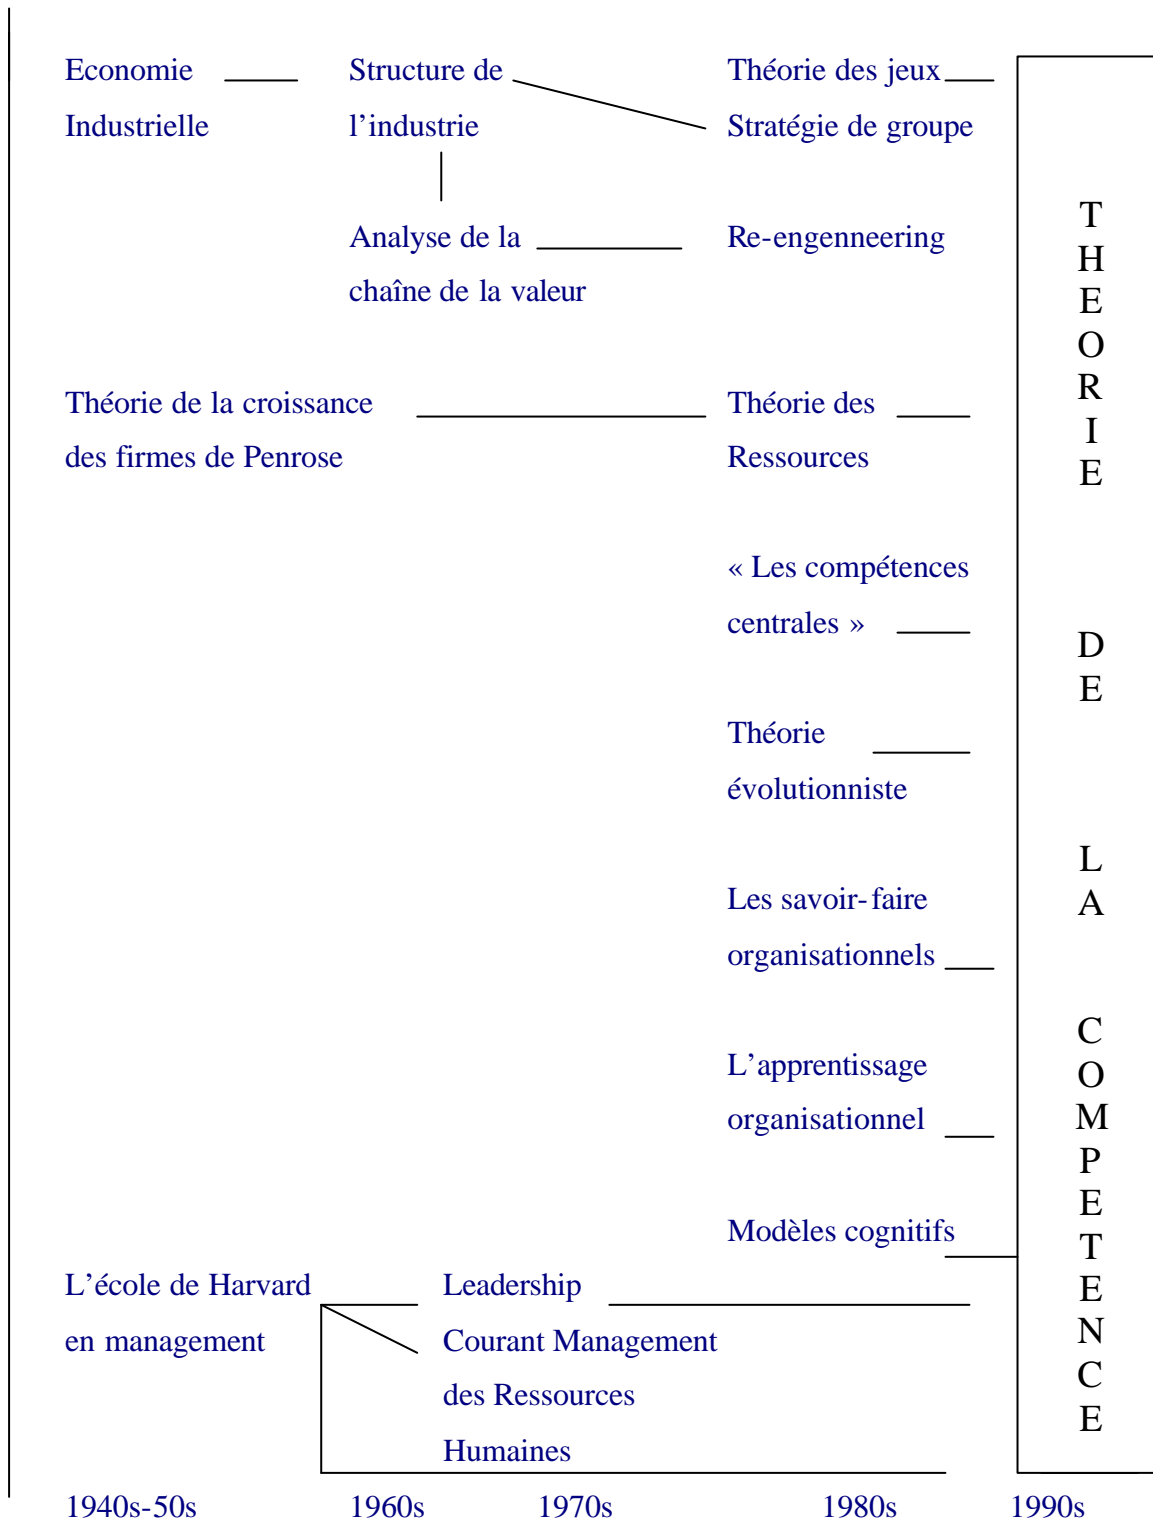 Economie Structure de Théorie des jeux
Industrielle l’industrie Stratégie de groupe
Analyse de la Re-engenneering
chaîne de la valeur
Théorie de la croissance Théorie des
des firmes de Penrose Ressources
« Les compétences
centrales »
Théorie
évolutionniste
Les savoir-faire
organisationnels
L’apprentissage
organisationnel
Modèles cognitifs
L’école de Harvard Leadership
en management Courant Management
des Ressources
Humaines
THEORIE DE LA COMPETENCE
1940s-50s 1960s 1970s 1980s 1990s